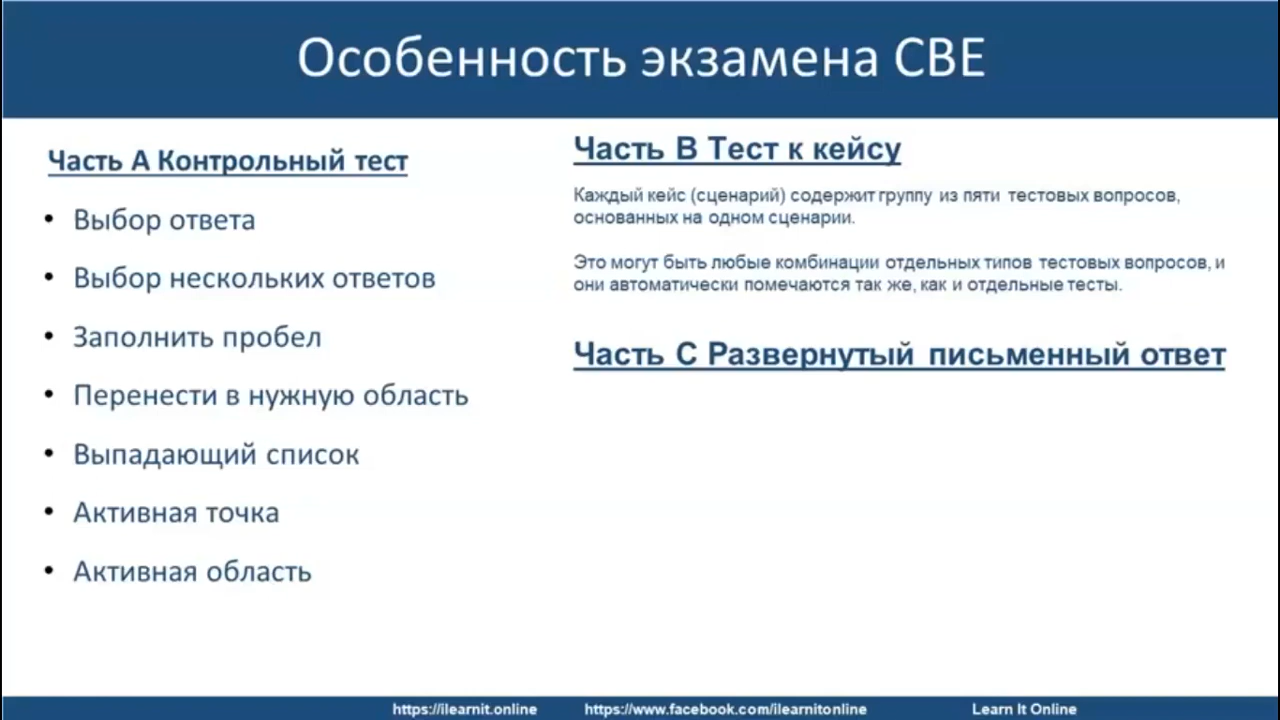 Особенность экзамена CBE
Часть А Контрольный тест
• Выбор ответа
• Выбор нескольких ответов
• Заполнить пробел
• Перенести в нужную область
• Выпадающий список
• Активная точка
• Активная область
Часть B Тест к кейсу
Каждый кейс (сценарий) содержит группу из пяти тестовых вопросов,
основанных на одном сценарии.
Это могут быть любые комбинации отдельных типов тестовых вопросов, и
они автоматически помечаются так же, как и отдельные тесты.
Часть C Развернутый письменный ответ
https://ilearnit.online https://www.facebook.com/ilearnitonline Learn It Online